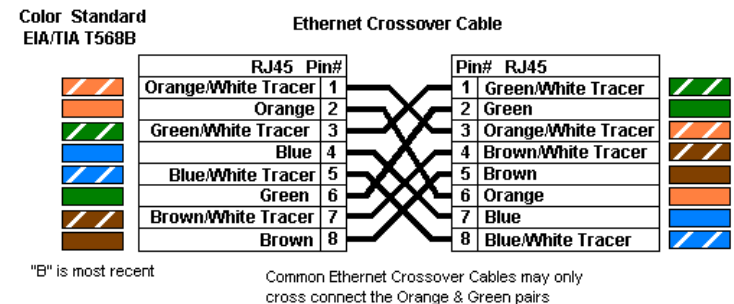 Color Standard
EIA/TIA T568B
Ethernet Crossover Cable
RJ45 Pin#
Pin# RJ45
Orange/White Tracer 1
1 Green/White Tracer
Orange 2
2 Green
Green/White Tracer 3
3 Orange/White Tracer
Blue 4
4 Brown/White Tracer
Blue/White Tracer 5
5 Brown
Green 6
6 Orange
Brown/White Tracer 7
7 Blue
Brown 8
8 Blue/White Tracer
"B" is most recent
Common Ethernet Crossover Cables may only
cross connect the Orange & Green pairs